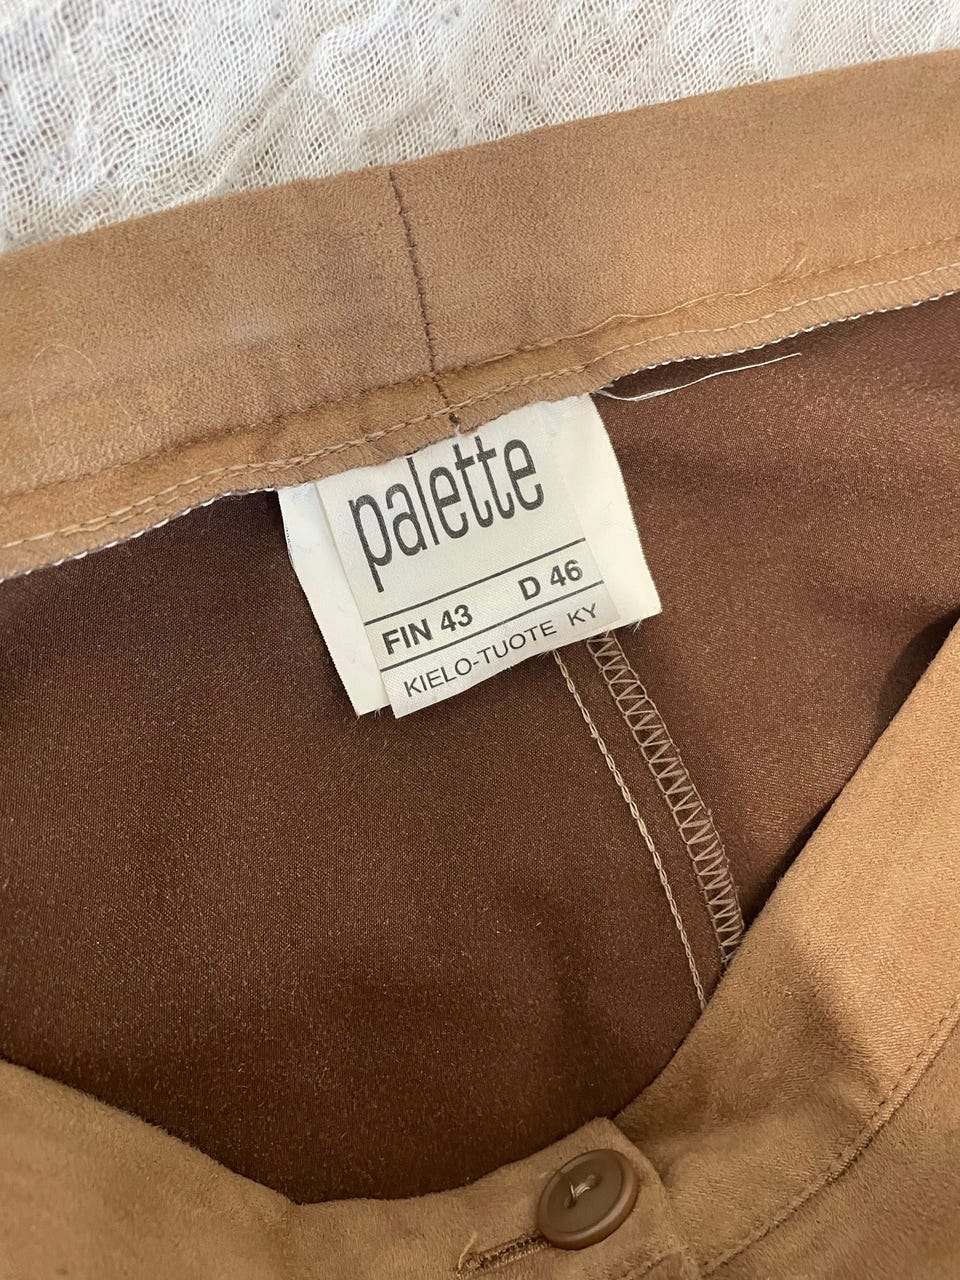 palette
FIN 43 D 46
KIELO-TUOTE KY